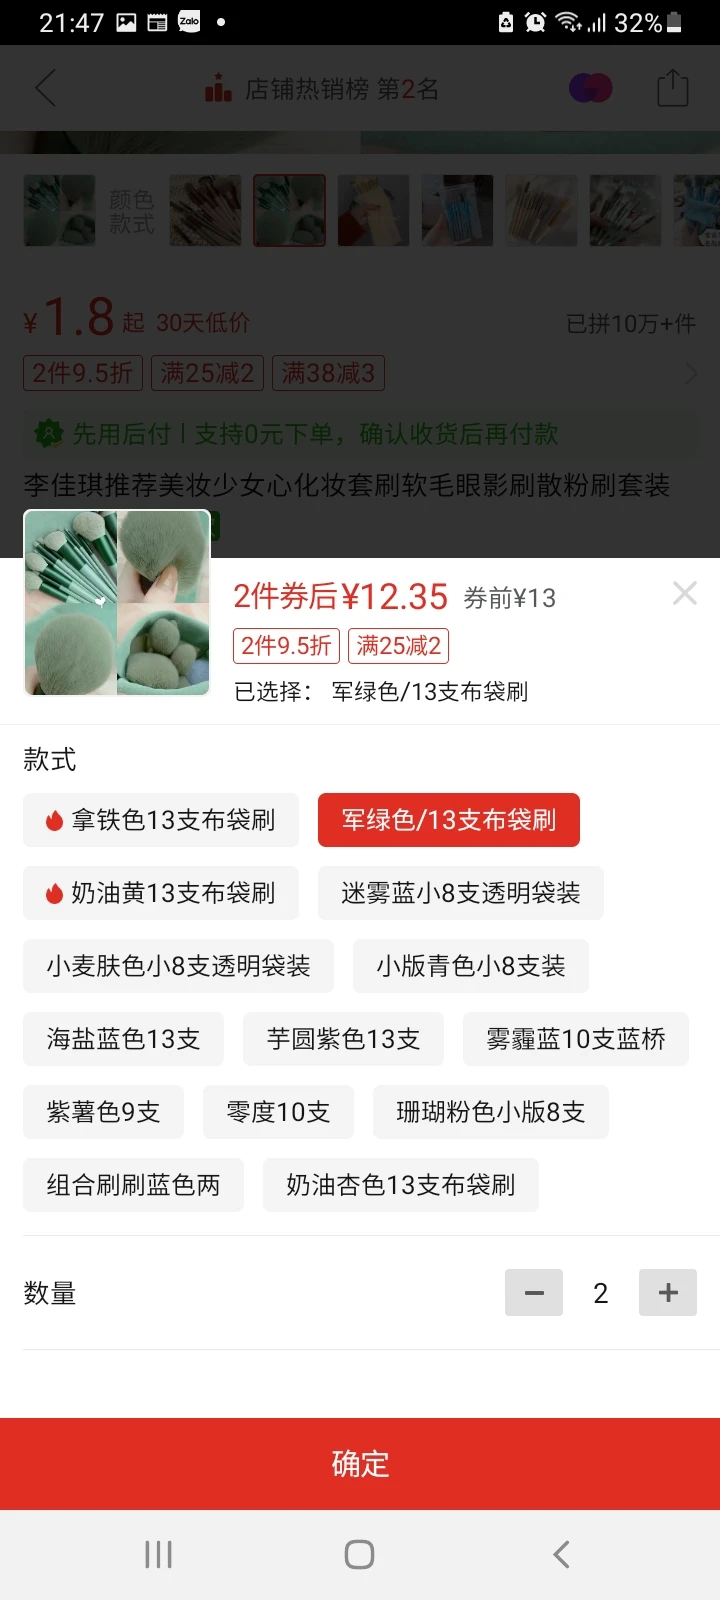 21:47 Zalo 32%
店铺热销榜 第2名
颜色
款式
¥1.8起 30天低价 已拼10万+件
2件9.5折 满25减2 满38减3
先用后付 | 支持0元下单，确认收货后再付款
李佳琪推荐美妆少女心化妆套刷软毛眼影刷散粉刷套装
2件券后¥12.35 券前¥13
2件9.5折 满25减2
已选择： 军绿色/13支布袋刷
款式
拿铁色13支布袋刷 军绿色/13支布袋刷
奶油黄13支布袋刷 迷雾蓝小8支透明袋装
小麦肤色小8支透明袋装 小版青色小8支装
海盐蓝色13支 芋圆紫色13支 雾霾蓝10支蓝桥
紫薯色9支 零度10支 珊瑚粉色小版8支
组合刷刷蓝色两 奶油杏色13支布袋刷
数量 − 2 +
确定